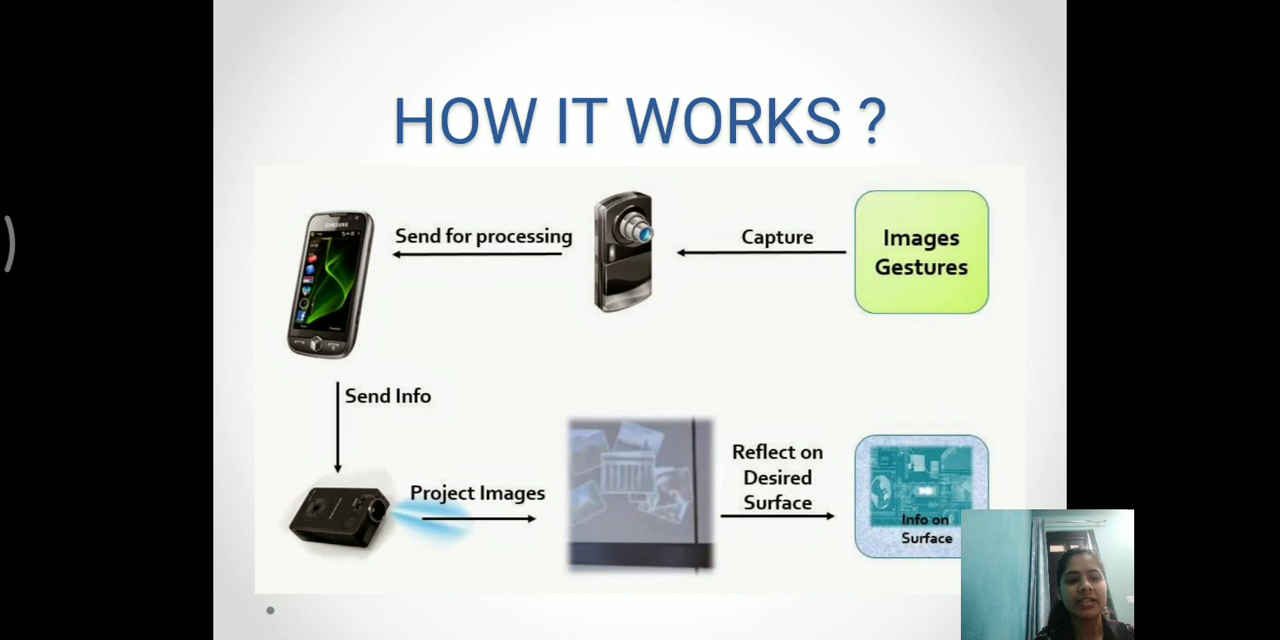 HOW IT WORKS ?
Send for processing
Capture
Images
Gestures
SAMSUNG
Send Info
Project Images
Reflect on
Desired
Surface
Info on
Surface